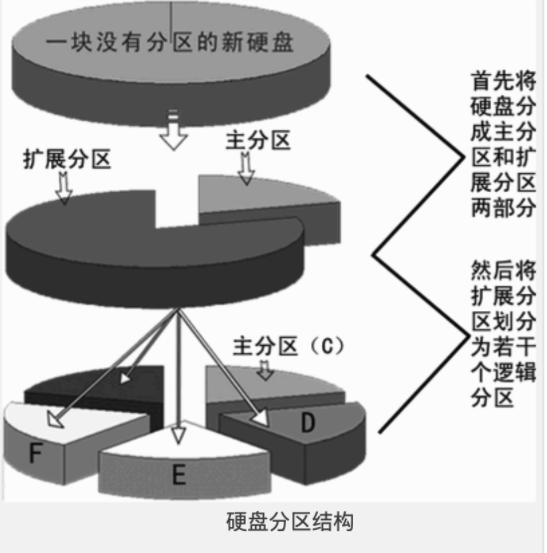 一块没有分区的新硬盘
扩展分区
主分区
首先将
硬盘分
成主分
区和扩
展分区
两部分
然后将
扩展分
区划分
为若干
个逻辑
分区
主分区（C）
D
F
E
硬盘分区结构